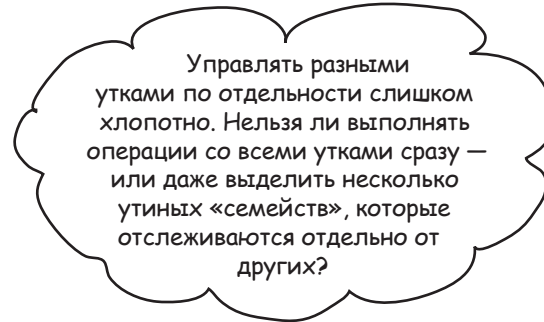 Управлять разными
утками по отдельности слишком
хлопотно. Нельзя ли выполнять
операции со всеми утками сразу —
или даже выделить несколько
утиных «семейств», которые
отслеживаются отдельно от
других?